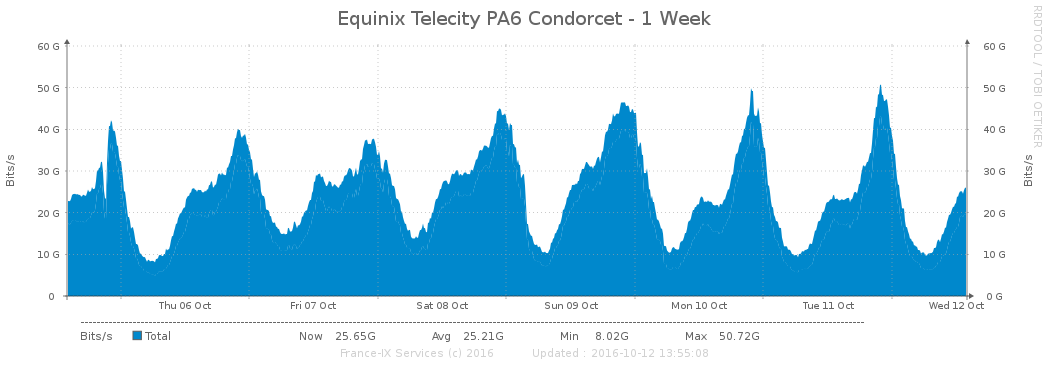 Equinix Telecity PA6 Condorcet - 1 Week
RRDTOOL / TOBI OETIKER
Bits/s
60 G 60 G
50 G 50 G
40 G 40 G
30 G 30 G
20 G 20 G
10 G 10 G
0 0 G
Bits/s
Thu 06 Oct Fri 07 Oct Sat 08 Oct Sun 09 Oct Mon 10 Oct Tue 11 Oct Wed 12 Oct
Bits/s Total Now 25.65G Avg 25.21G Min 8.02G Max 50.72G
France-IX Services (c) 2016 Updated : 2016-10-12 13:55:08